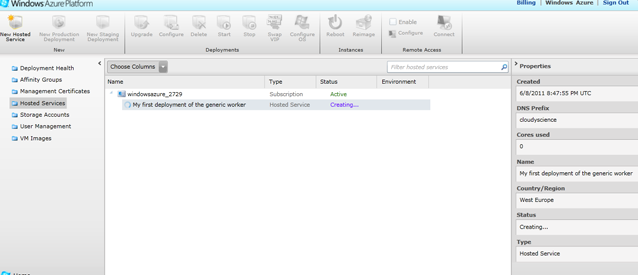 Windows Azure Platform
Billing | Windows Azure | Sign Out
New Hosted Service
New Production Deployment
New Staging Deployment
Upgrade
Configure
Delete
Start
Stop
Swap VIP
Configure OS
Reboot
Reimage
Enable
Configure
Connect
New
Deployments
Instances
Remote Access
Deployment Health
Affinity Groups
Management Certificates
Hosted Services
Storage Accounts
User Management
VM Images
Choose Columns
Filter hosted services
Name Type Status Environment
windowsazure_2729 Subscription Active
My first deployment of the generic worker Hosted Service Creating...
Properties
Created
6/8/2011 8:47:55 PM UTC
DNS Prefix
cloudyscience
Cores used
0
Name
My first deployment of the generic worker
Country/Region
West Europe
Status
Creating...
Type
Hosted Service